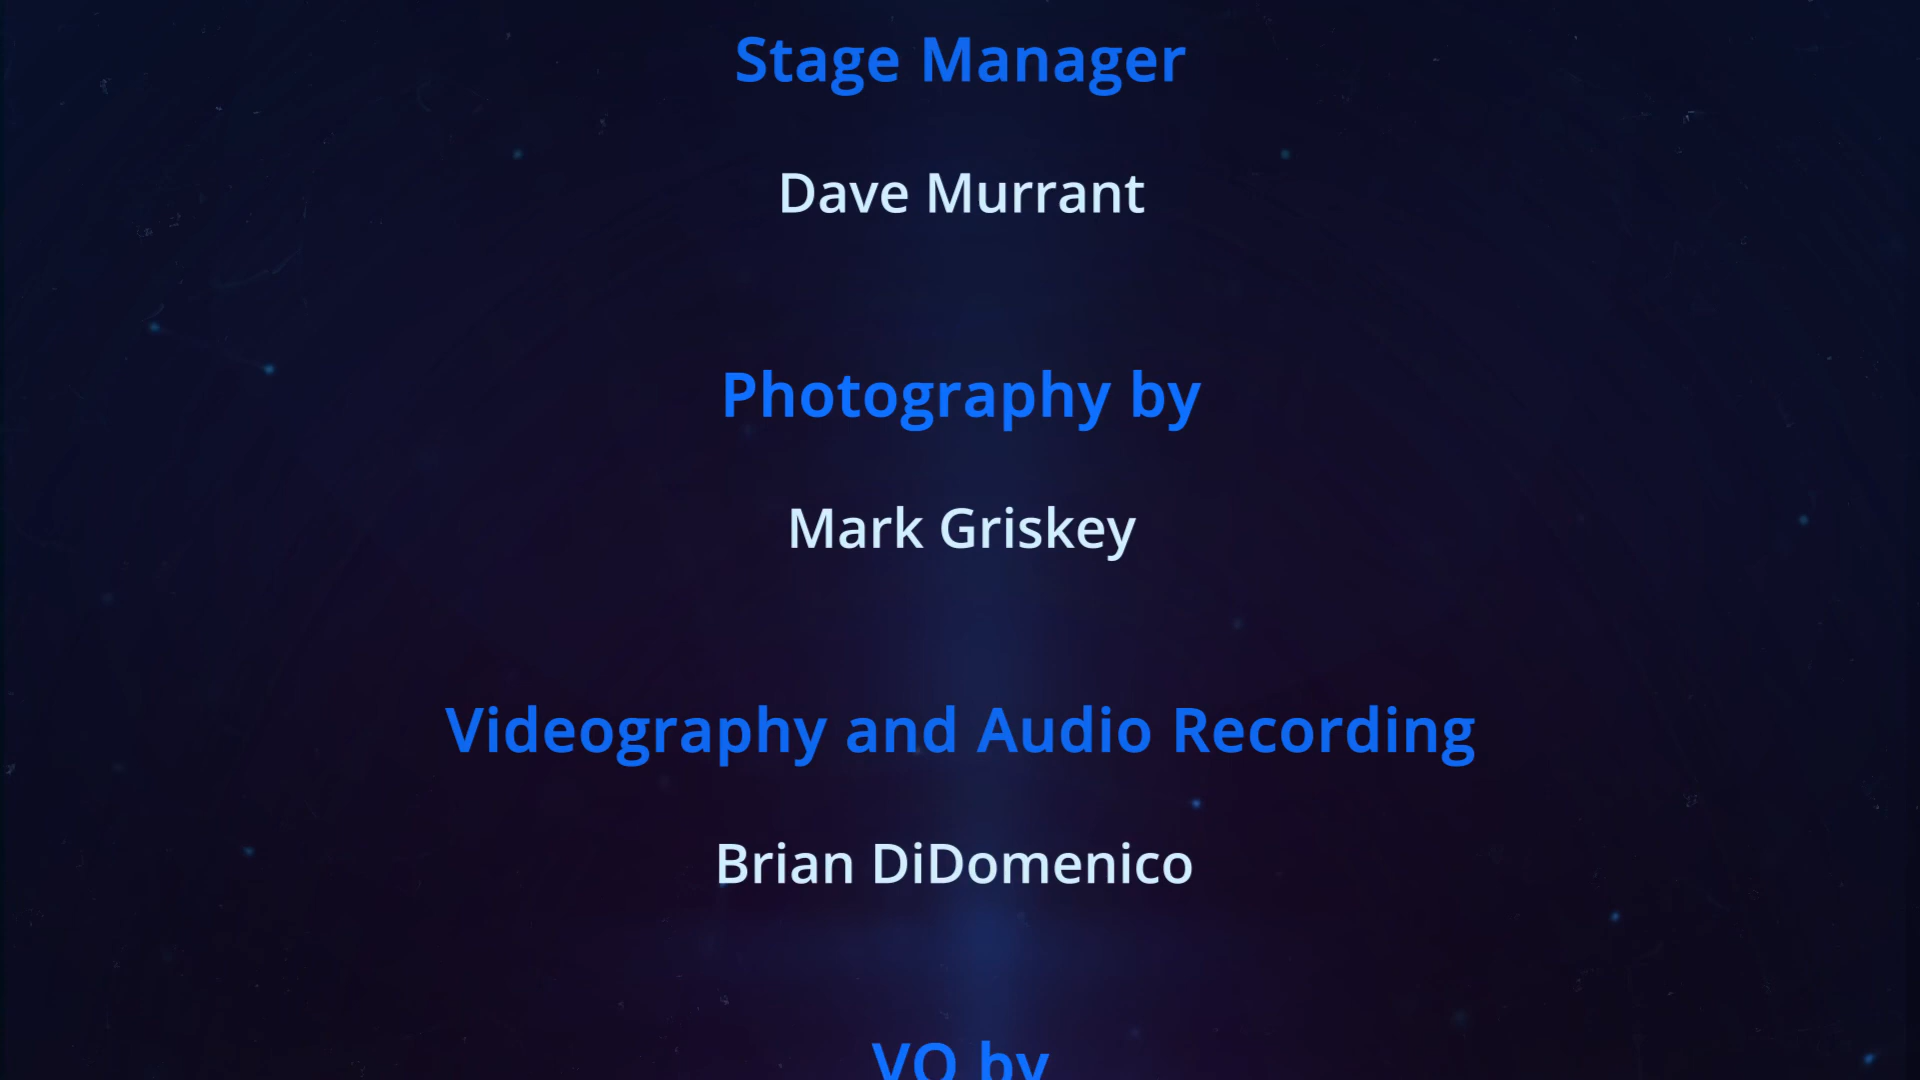 Stage Manager
Dave Murrant
Photography by
Mark Griskey
Videography and Audio Recording
Brian DiDomenico
VO by